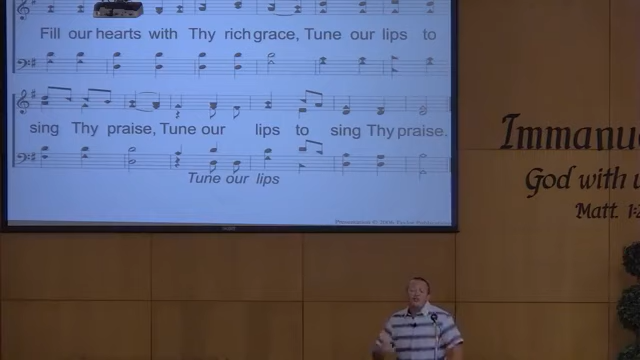 Fill our hearts with Thy rich grace, Tune our lips to
sing Thy praise, Tune our lips to sing Thy praise.
Tune our lips
Immanu
God with u
Matt. 1:2